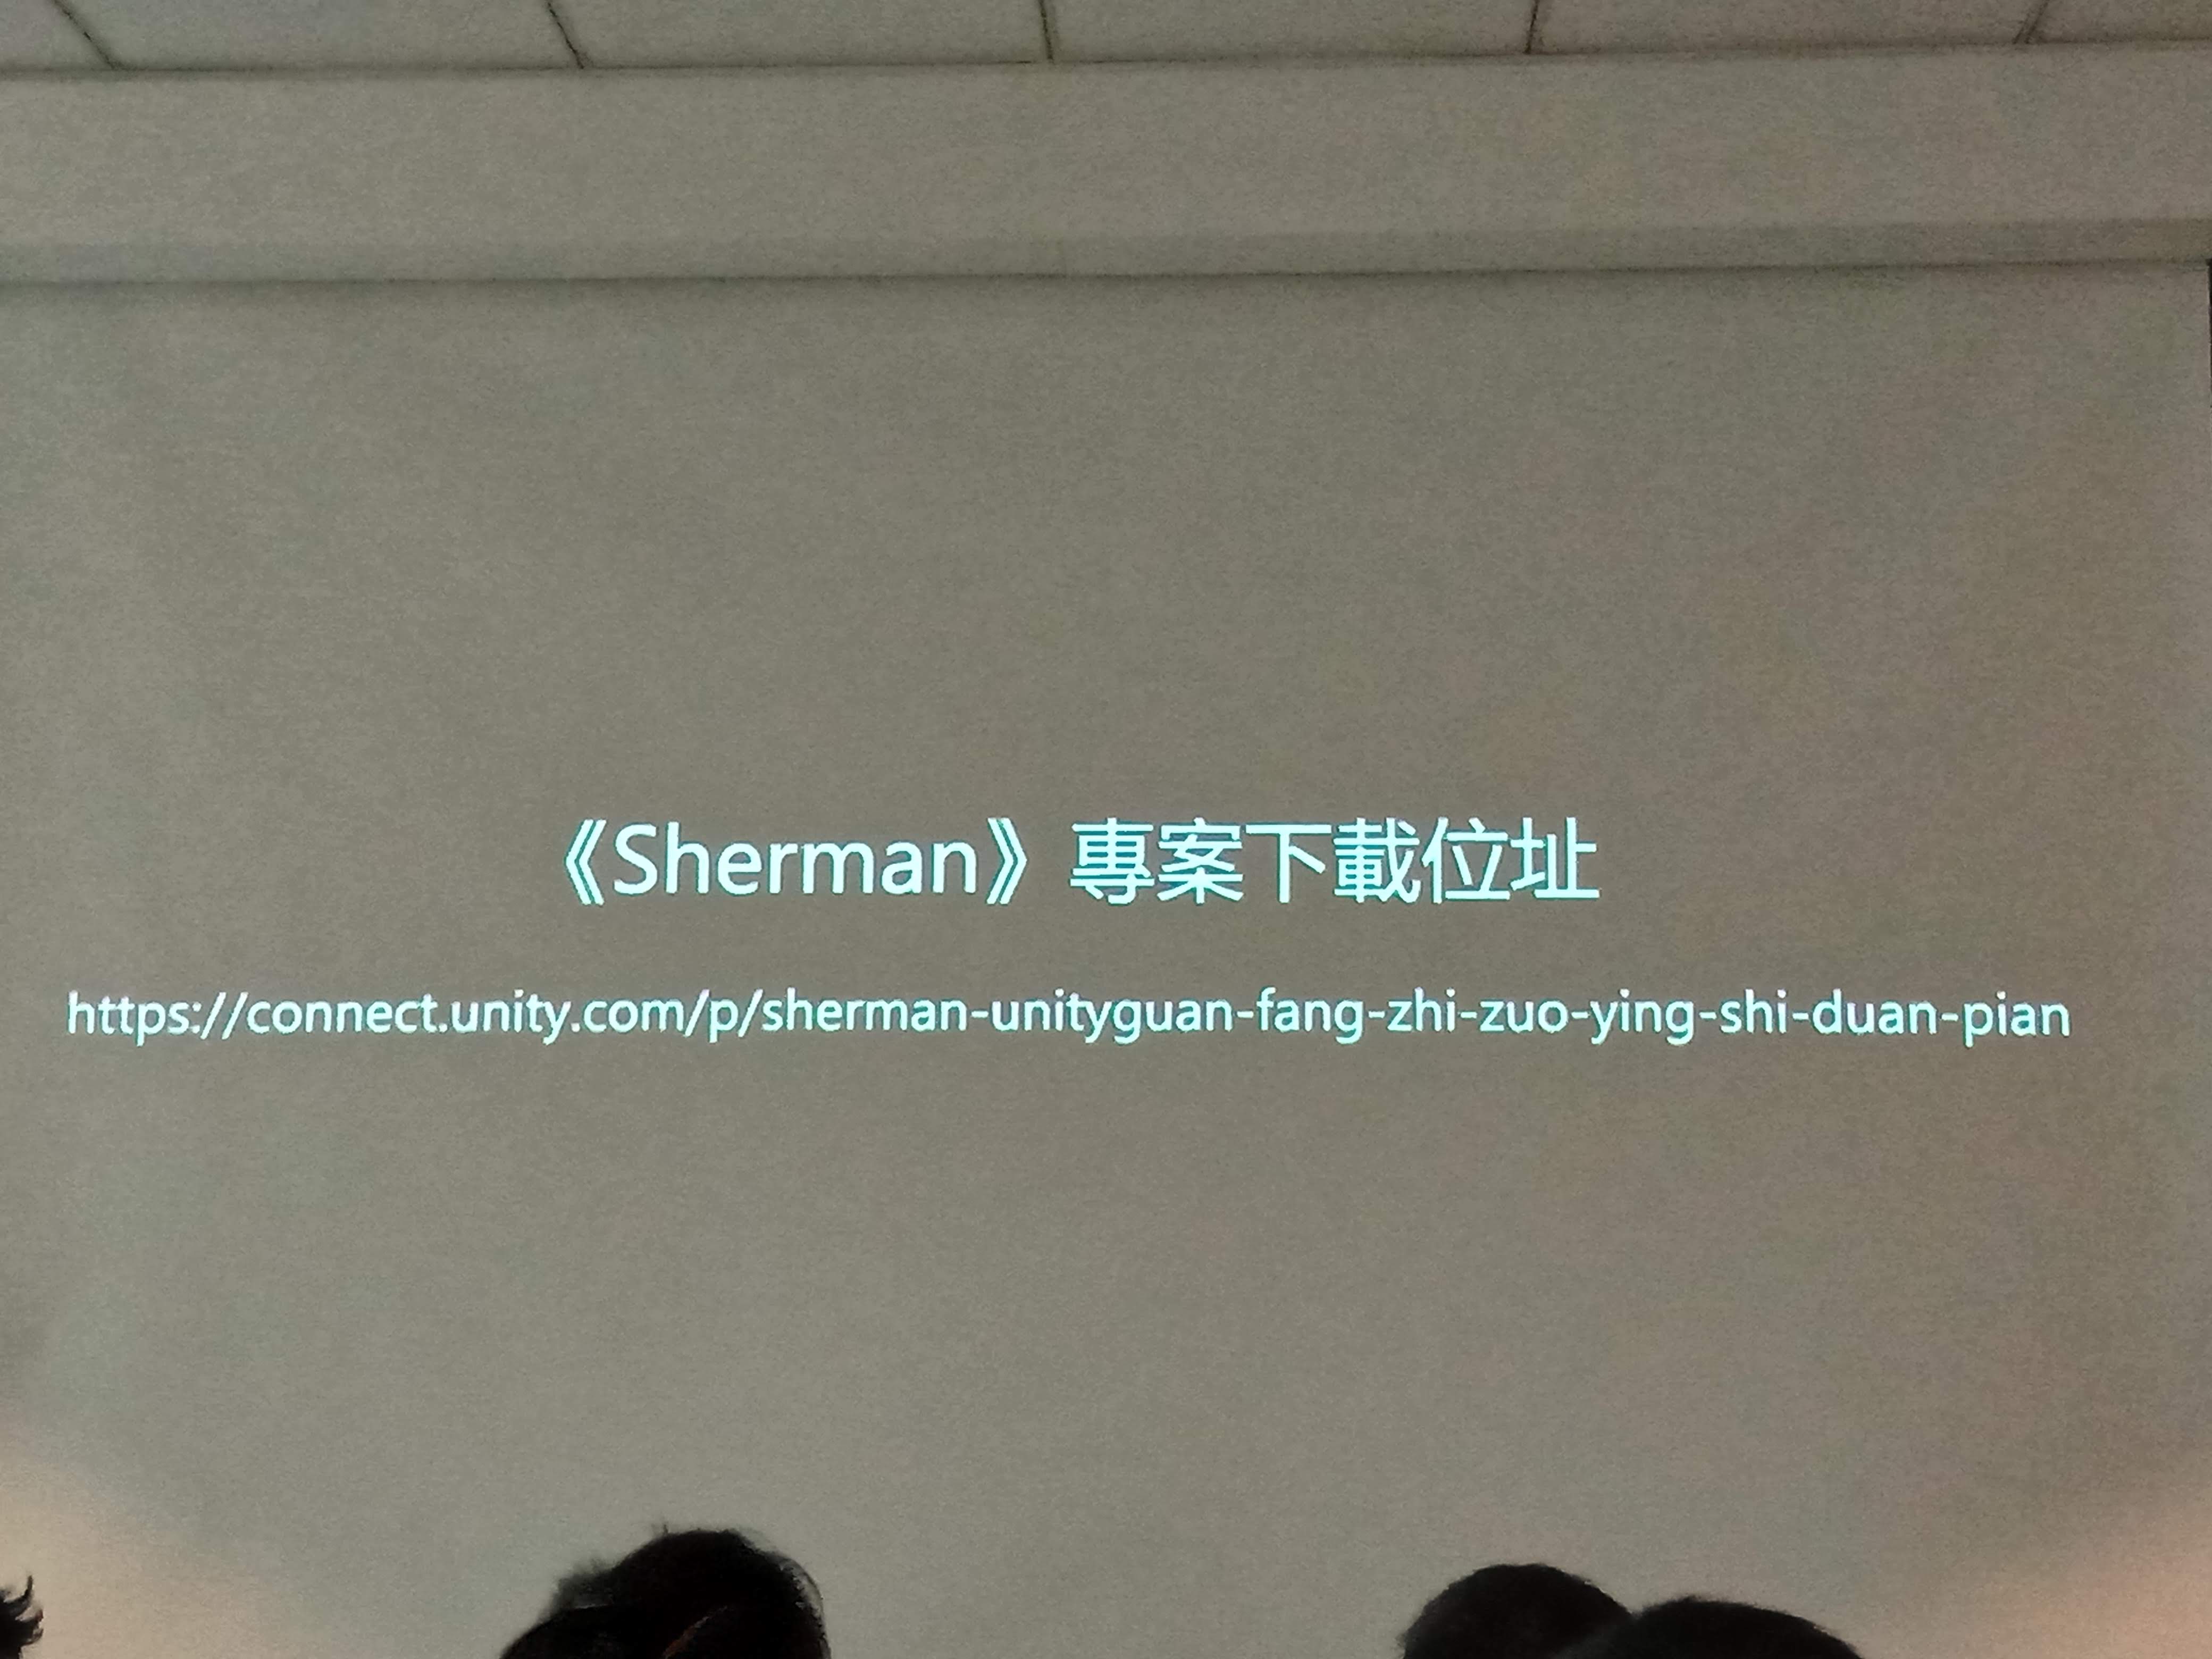 《Sherman》專案下載位址
https://connect.unity.com/p/sherman-unityguan-fang-zhi-zuo-ying-shi-duan-pian